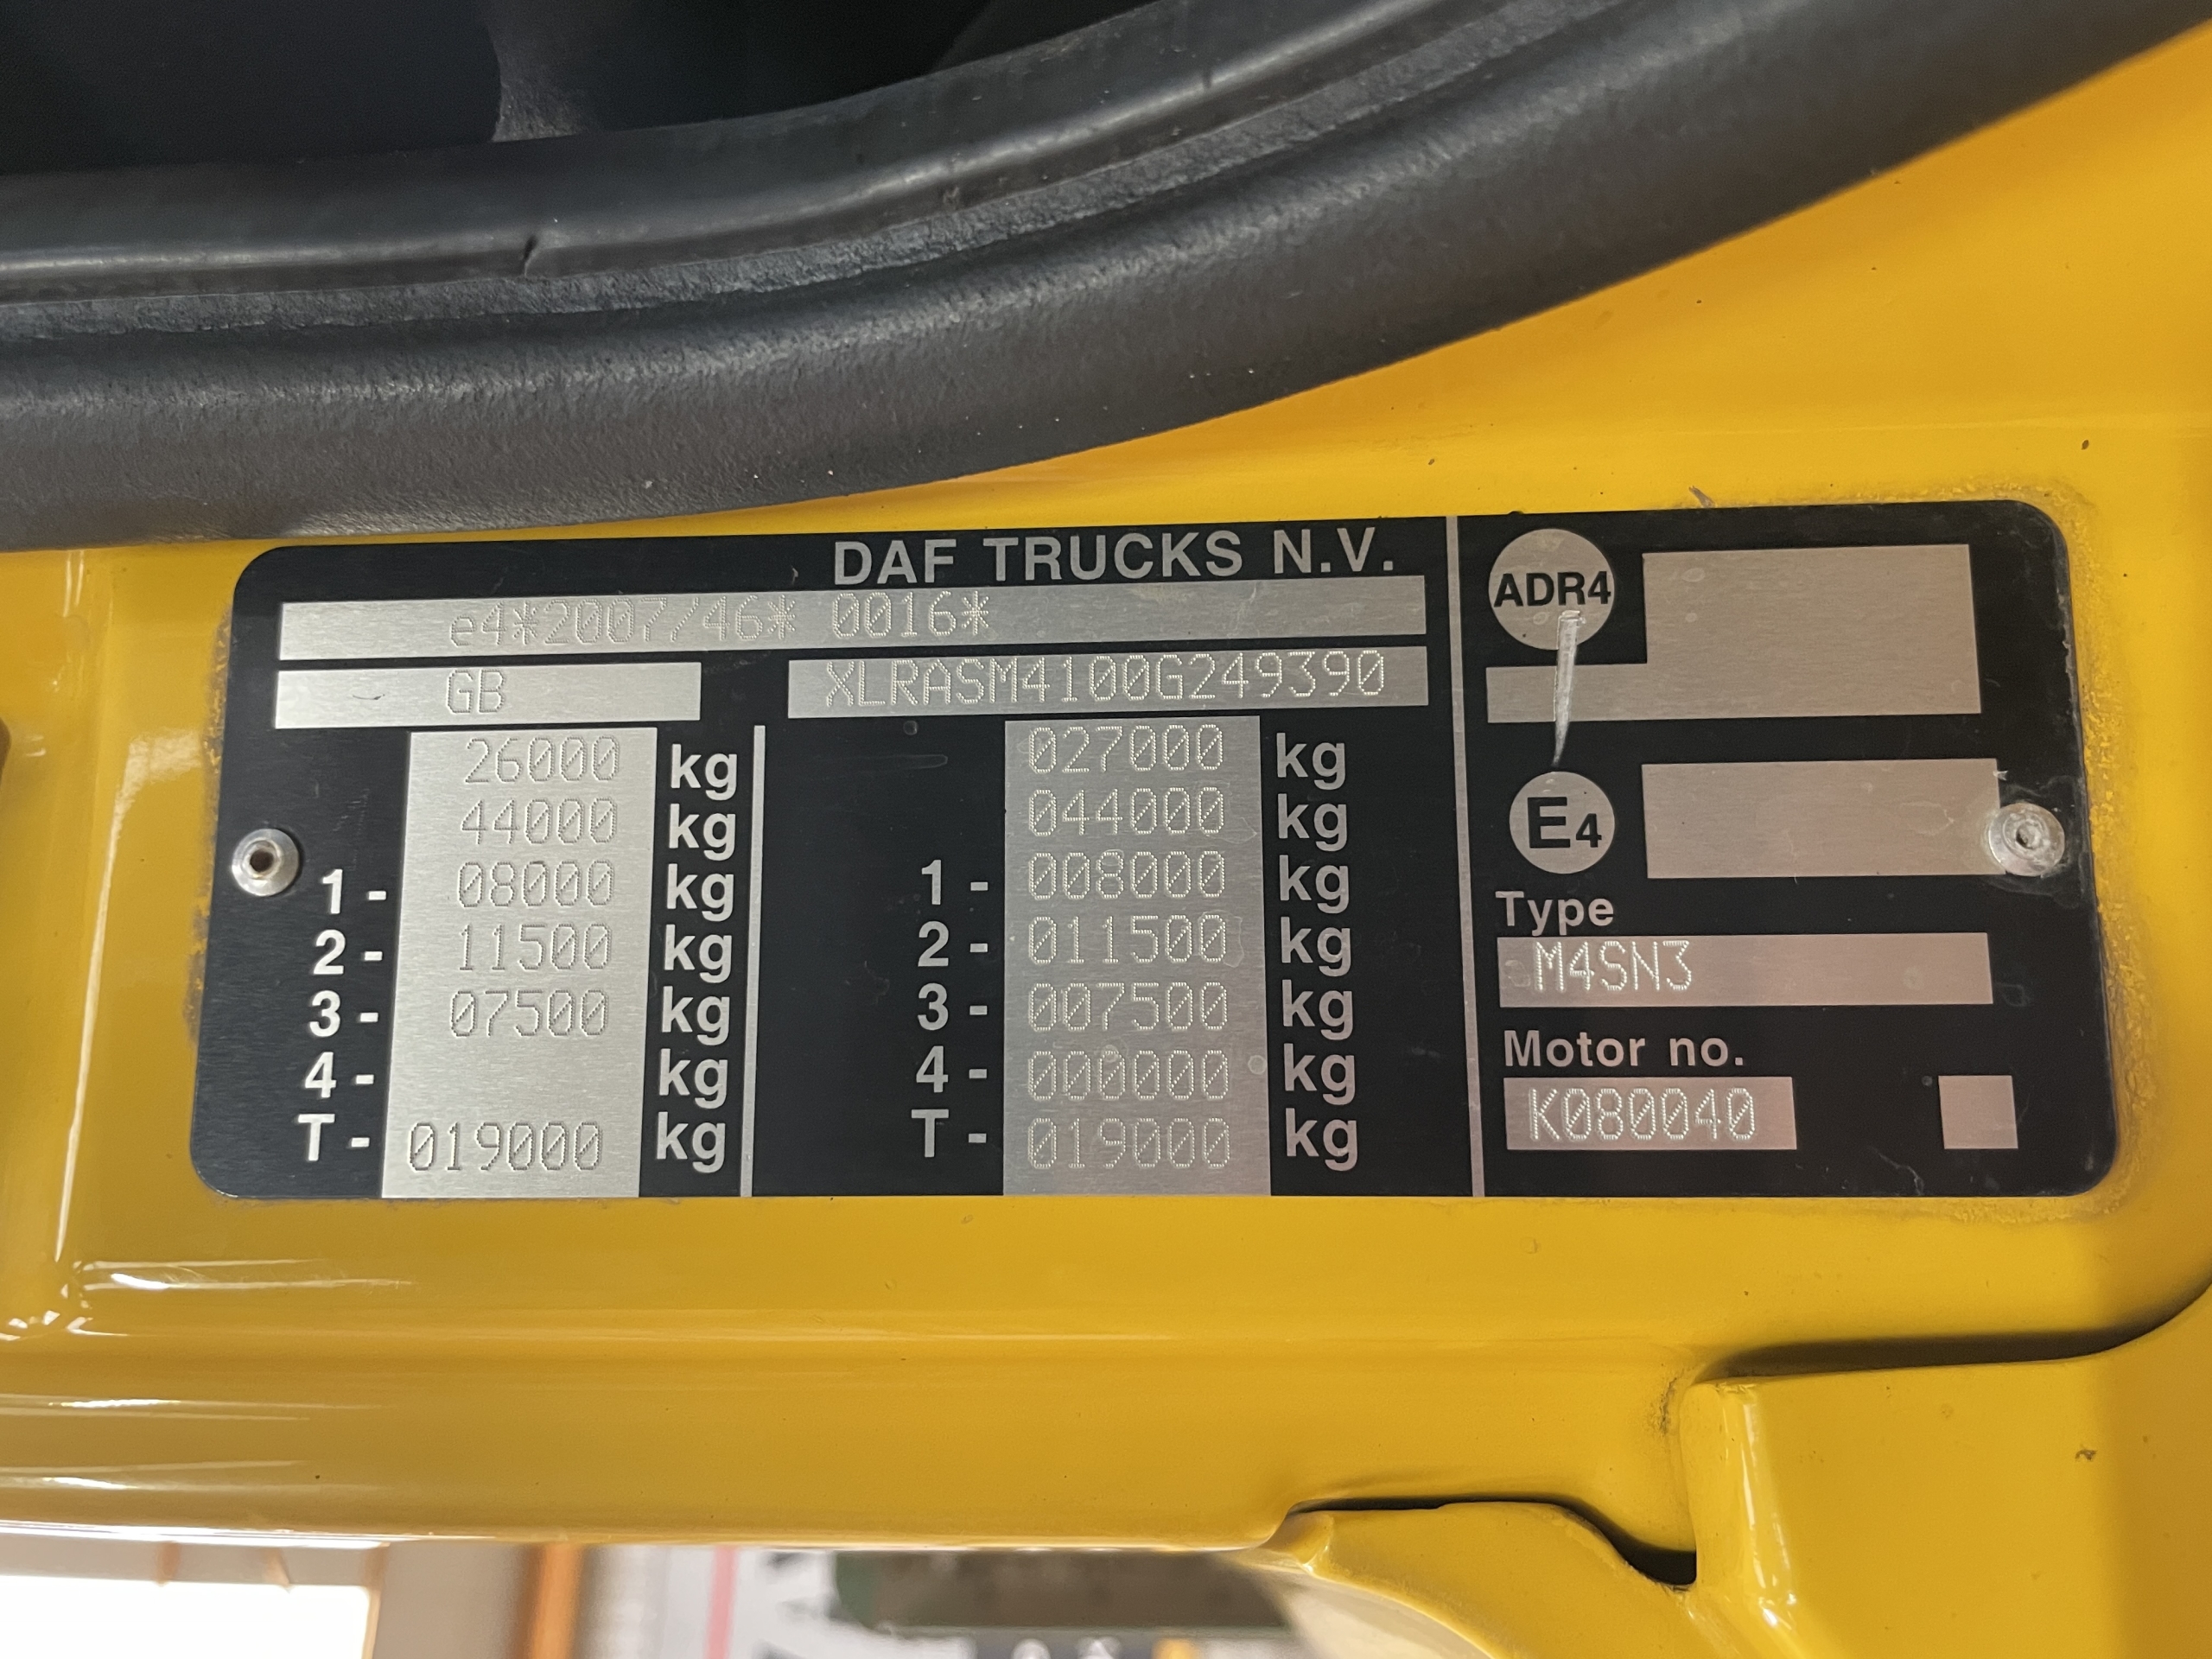 DAF TRUCKS N.V.
e4*2007/46* 0016*
GB XLRASM4100G249390
26000 kg 027000 kg
44000 kg 044000 kg
1 - 08000 kg 1 - 008000 kg
2 - 11500 kg 2 - 011500 kg
3 - 07500 kg 3 - 007500 kg
4 - kg 4 - 000000 kg
T - 019000 kg T - 019000 kg
ADR4
E4
Type
M4SN3
Motor no.
K080040